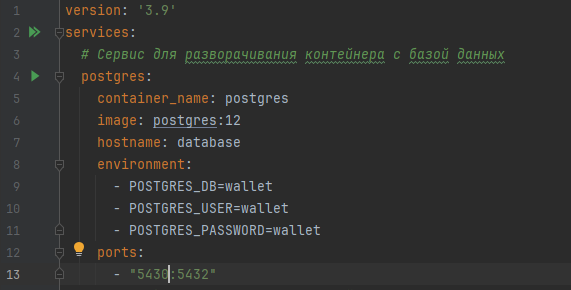 1 version: '3.9'
2 services:
3 # Сервис для разворачивания контейнера с базой данных
4 postgres:
5 container_name: postgres
6 image: postgres:12
7 hostname: database
8 environment:
9 - POSTGRES_DB=wallet
10 - POSTGRES_USER=wallet
11 - POSTGRES_PASSWORD=wallet
12 ports:
13 - "5430:5432"